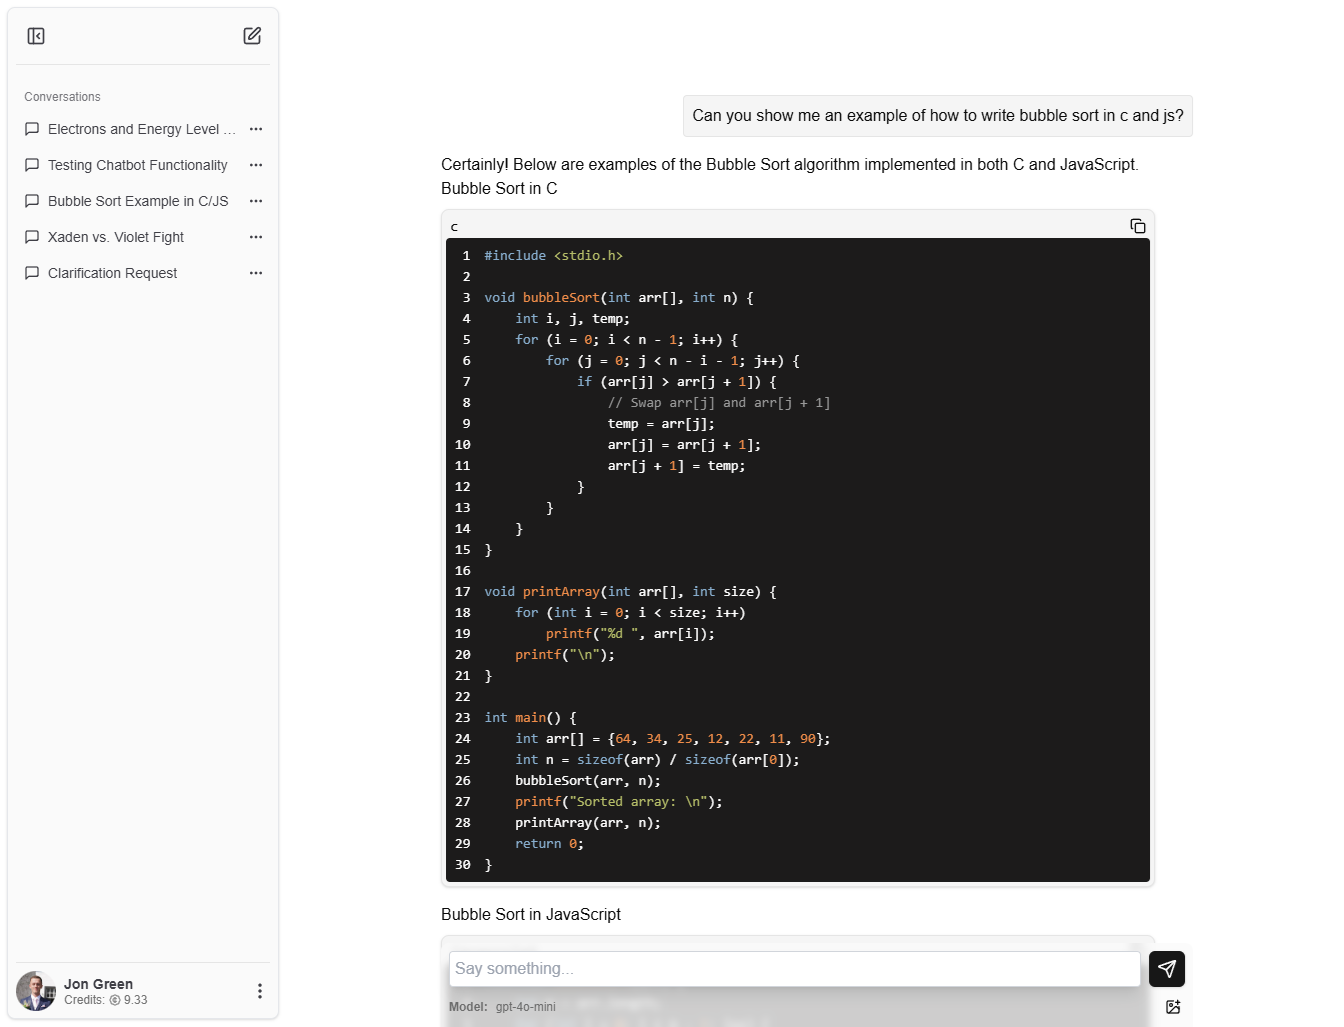 Conversations
Electrons and Energy Level ...
Testing Chatbot Functionality
Bubble Sort Example in C/JS
Xaden vs. Violet Fight
Clarification Request
Can you show me an example of how to write bubble sort in c and js?
Certainly! Below are examples of the Bubble Sort algorithm implemented in both C and JavaScript.
Bubble Sort in C
c
1 #include <stdio.h>
2
3 void bubbleSort(int arr[], int n) {
4     int i, j, temp;
5     for (i = 0; i < n - 1; i++) {
6         for (j = 0; j < n - i - 1; j++) {
7             if (arr[j] > arr[j + 1]) {
8                 // Swap arr[j] and arr[j + 1]
9                 temp = arr[j];
10                 arr[j] = arr[j + 1];
11                 arr[j + 1] = temp;
12             }
13         }
14     }
15 }
16
17 void printArray(int arr[], int size) {
18     for (int i = 0; i < size; i++)
19         printf("%d ", arr[i]);
20     printf("\n");
21 }
22
23 int main() {
24     int arr[] = {64, 34, 25, 12, 22, 11, 90};
25     int n = sizeof(arr) / sizeof(arr[0]);
26     bubbleSort(arr, n);
27     printf("Sorted array: \n");
28     printArray(arr, n);
29     return 0;
30 }
Bubble Sort in JavaScript
Say something...
Model: gpt-4o-mini
Jon Green
Credits: 9.33